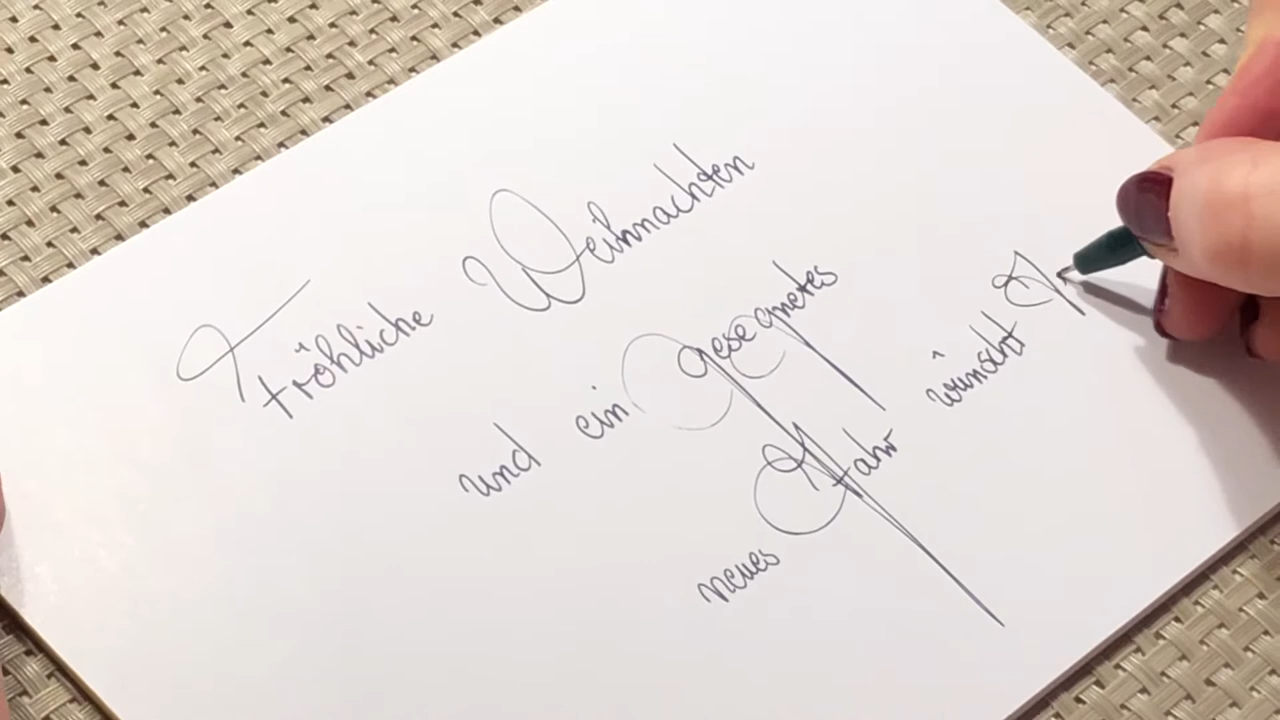 Fröhliche Weihnachten
und ein gesegnetes
neues Jahr wünscht